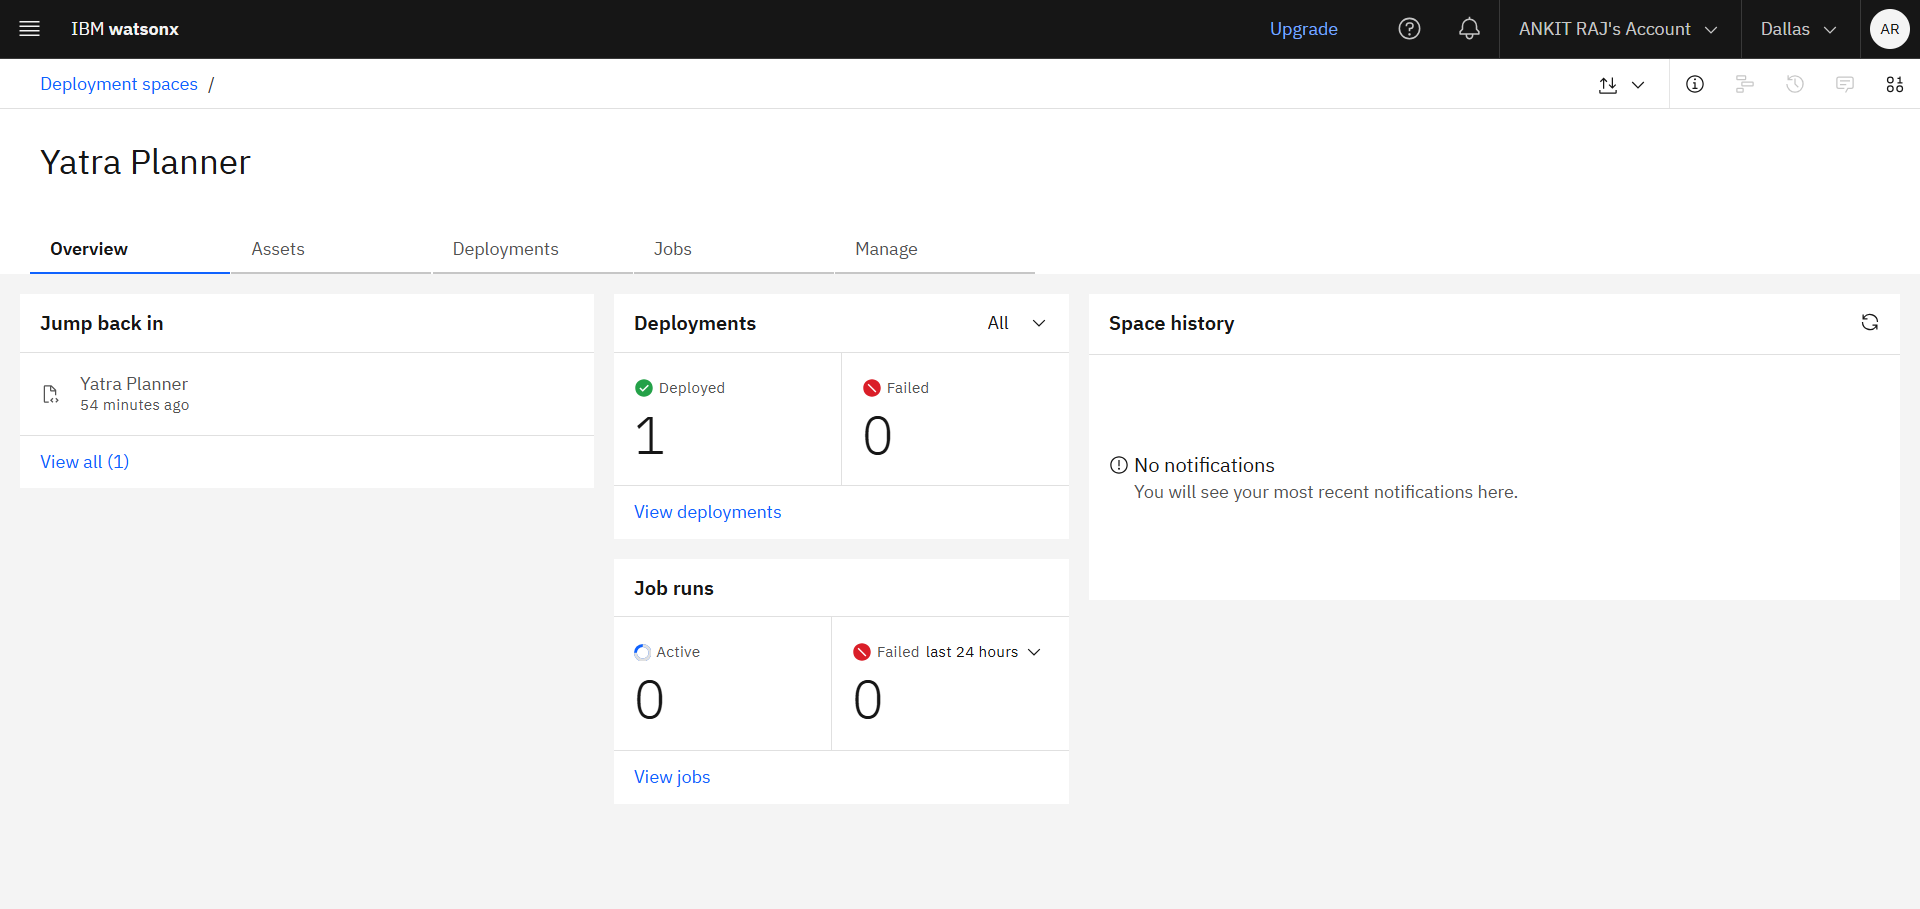 IBM watsonx
Upgrade
ANKIT RAJ's Account
Dallas
AR
Deployment spaces /
Yatra Planner
Overview
Assets
Deployments
Jobs
Manage
Jump back in
Yatra Planner
54 minutes ago
View all (1)
Deployments
All
Deployed
1
Failed
0
View deployments
Job runs
Active
0
Failed last 24 hours
0
View jobs
Space history
No notifications
You will see your most recent notifications here.